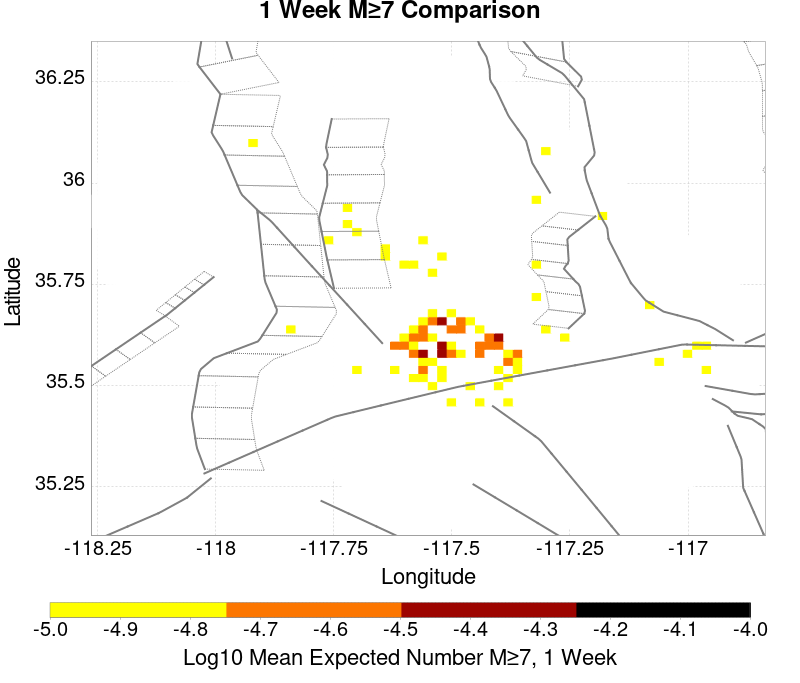 1 Week M≥7 Comparison
36.25
36
35.75
35.5
35.25
Latitude
-118.25 -118 -117.75 -117.5 -117.25 -117
Longitude
-5.0 -4.9 -4.8 -4.7 -4.6 -4.5 -4.4 -4.3 -4.2 -4.1 -4.0
Log10 Mean Expected Number M≥7, 1 Week